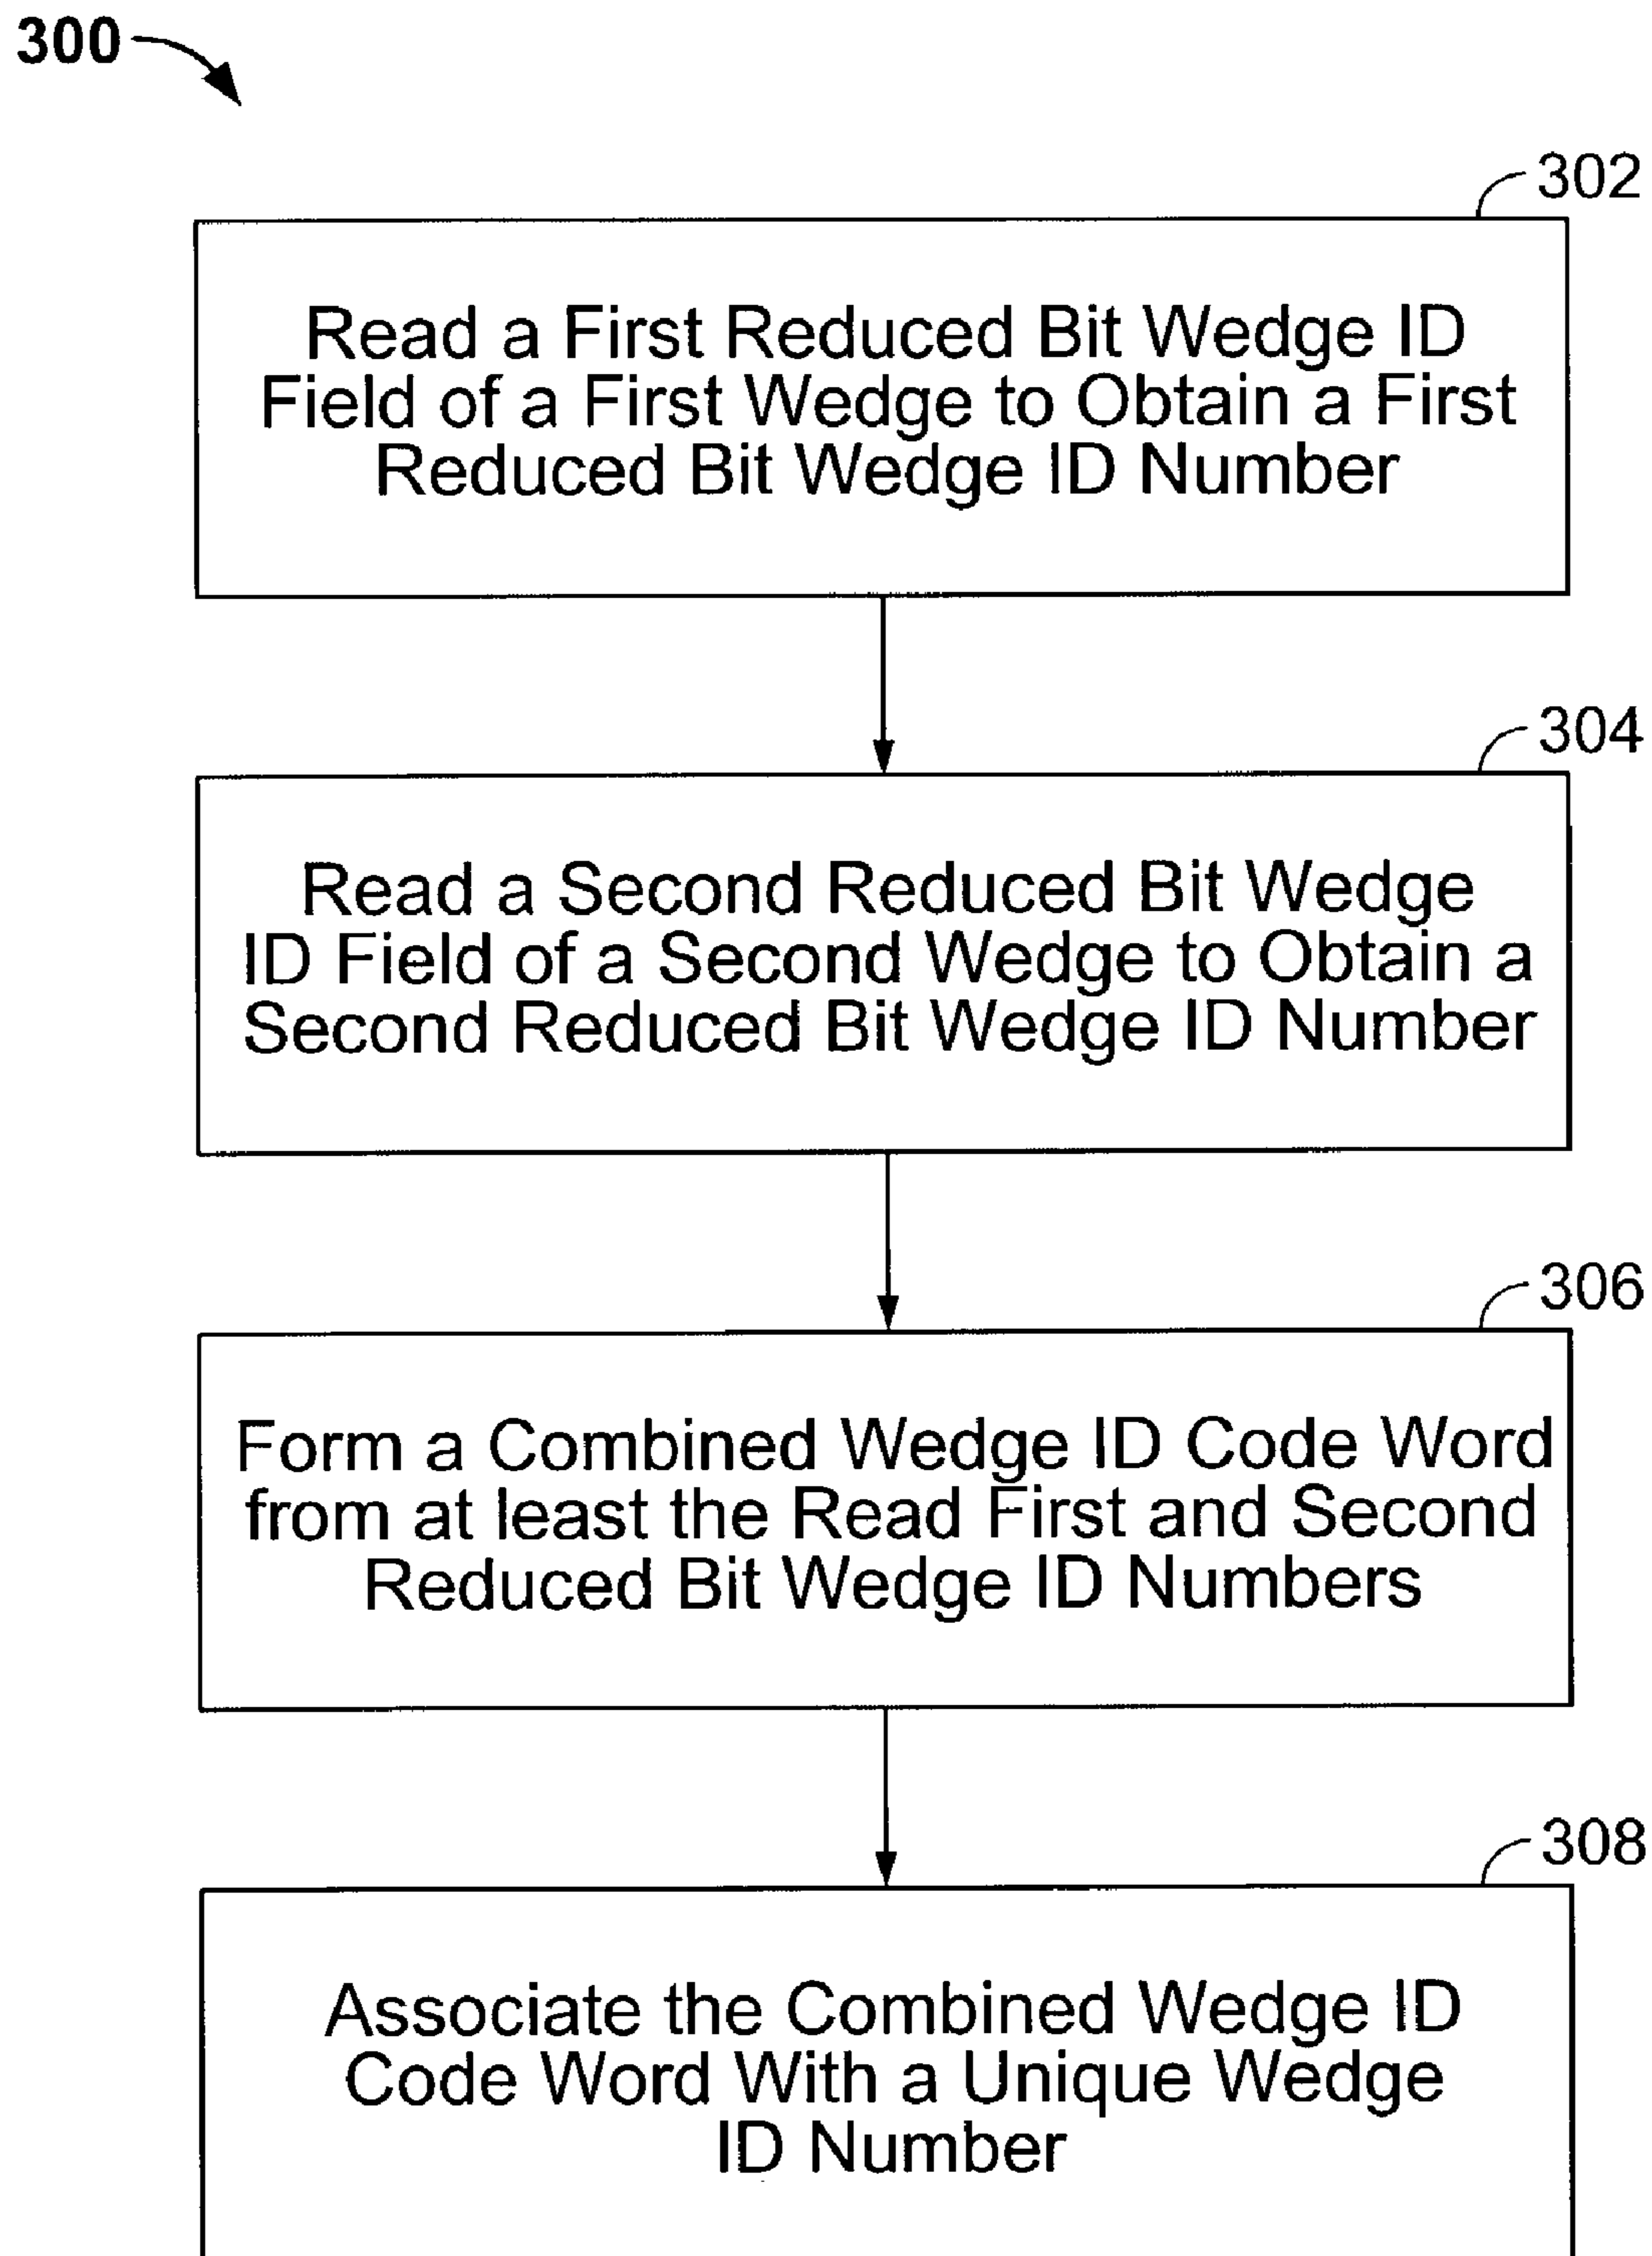 300
302
Read a First Reduced Bit Wedge ID
Field of a First Wedge to Obtain a First
Reduced Bit Wedge ID Number
304
Read a Second Reduced Bit Wedge
ID Field of a Second Wedge to Obtain a
Second Reduced Bit Wedge ID Number
306
Form a Combined Wedge ID Code Word
from at least the Read First and Second
Reduced Bit Wedge ID Numbers
308
Associate the Combined Wedge ID
Code Word With a Unique Wedge
ID Number